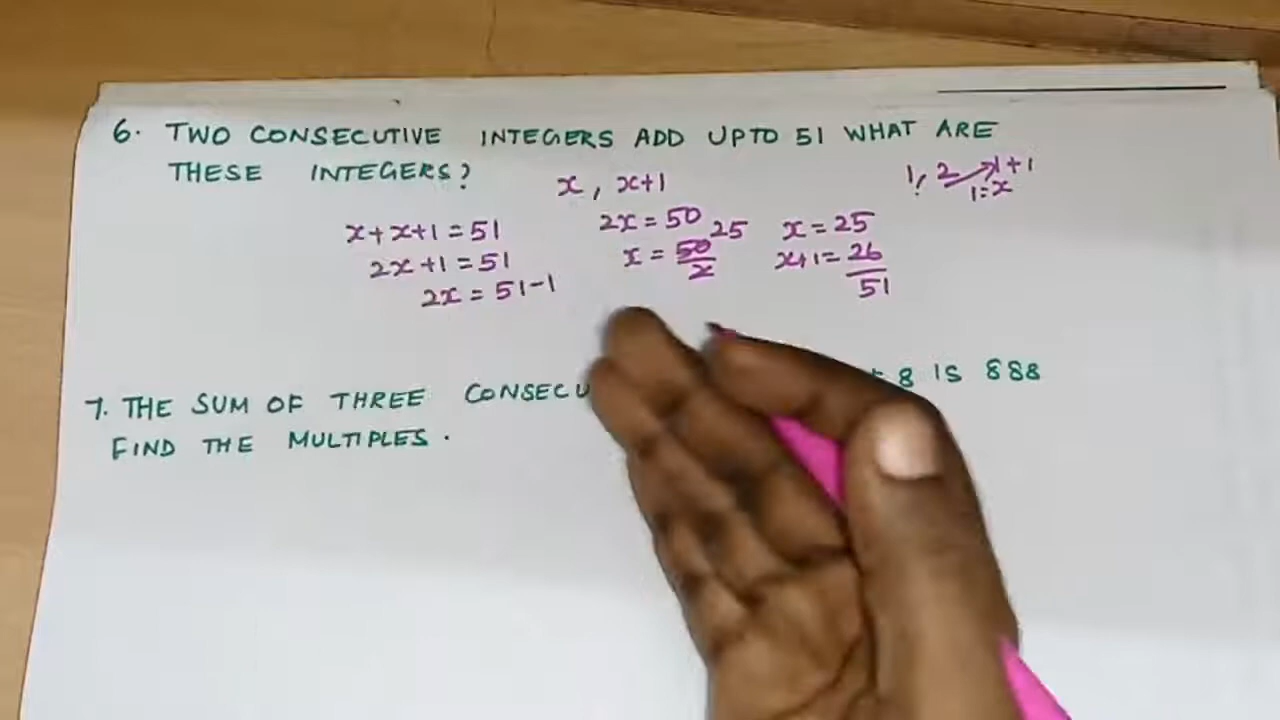 6. TWO CONSECUTIVE INTEGERS ADD UPTO 51 WHAT ARE
THESE INTEGERS?
x, x+1
1, 2 → 1+1
1=x
x+x+1=51
2x+1=51
2x=51-1
2x=50
x=50/2 25
x=25
x+1=26
51
7. THE SUM OF THREE CONSECU 8 IS 888
FIND THE MULTIPLES.